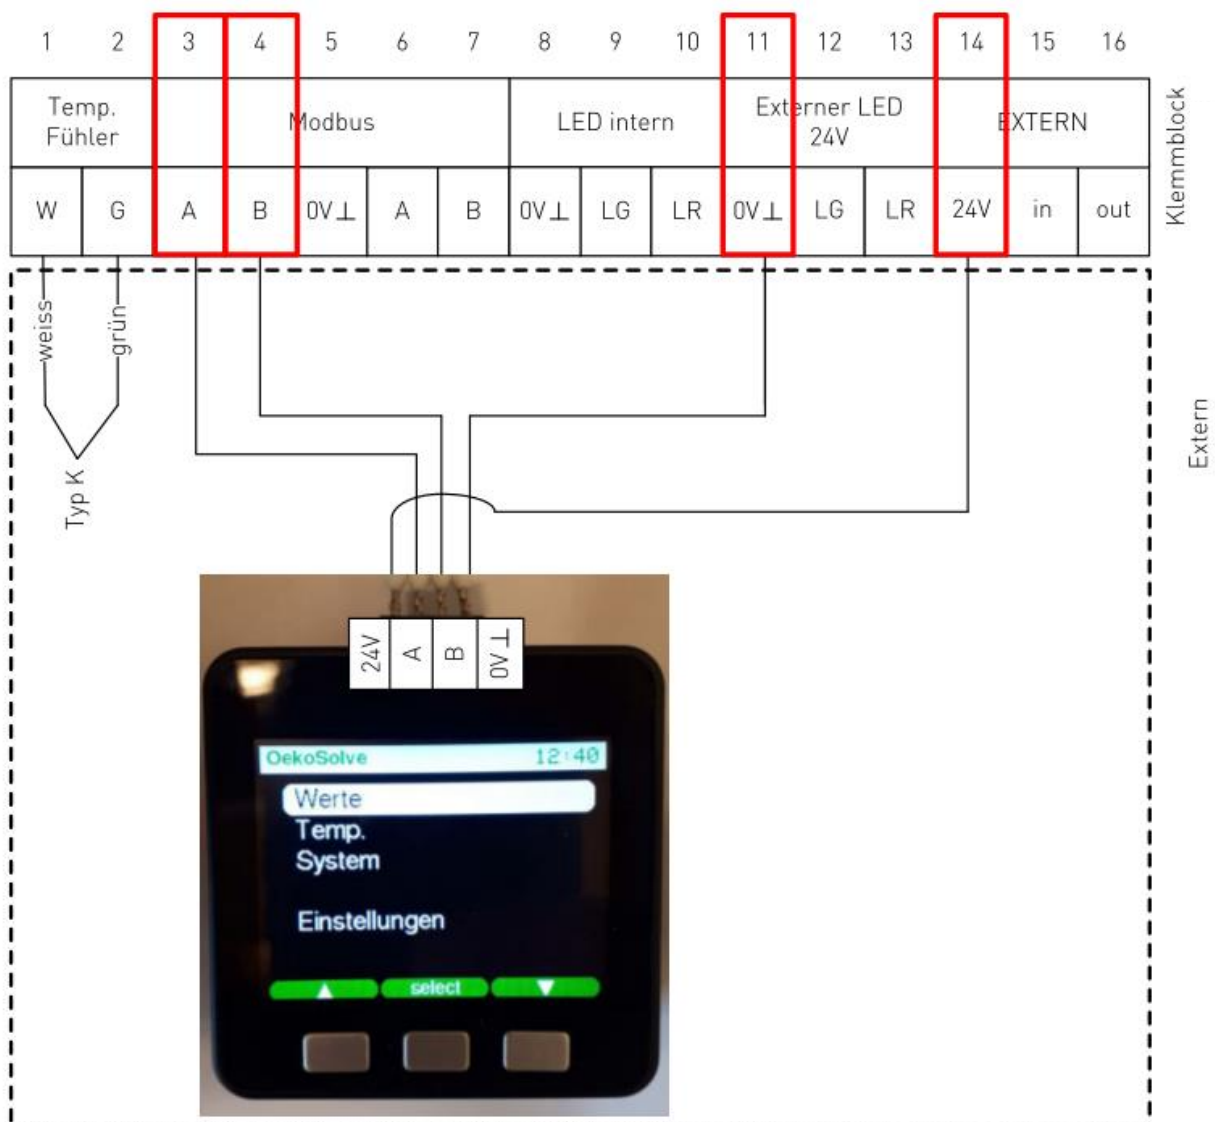 1 2 3 4 5 6 7 8 9 10 11 12 13 14 15 16
Temp.
Fühler
Modbus
LED intern
Externer LED
24V
EXTERN
Klemmblock
W G A B 0V⊥ A B 0V⊥ LG LR 0V⊥ LG LR 24V in out
weiss
grün
Typ K
Extern
24V A B 0V⊥
OekoSolve 12:40
Werte
Temp.
System
Einstellungen
▲ select ▼